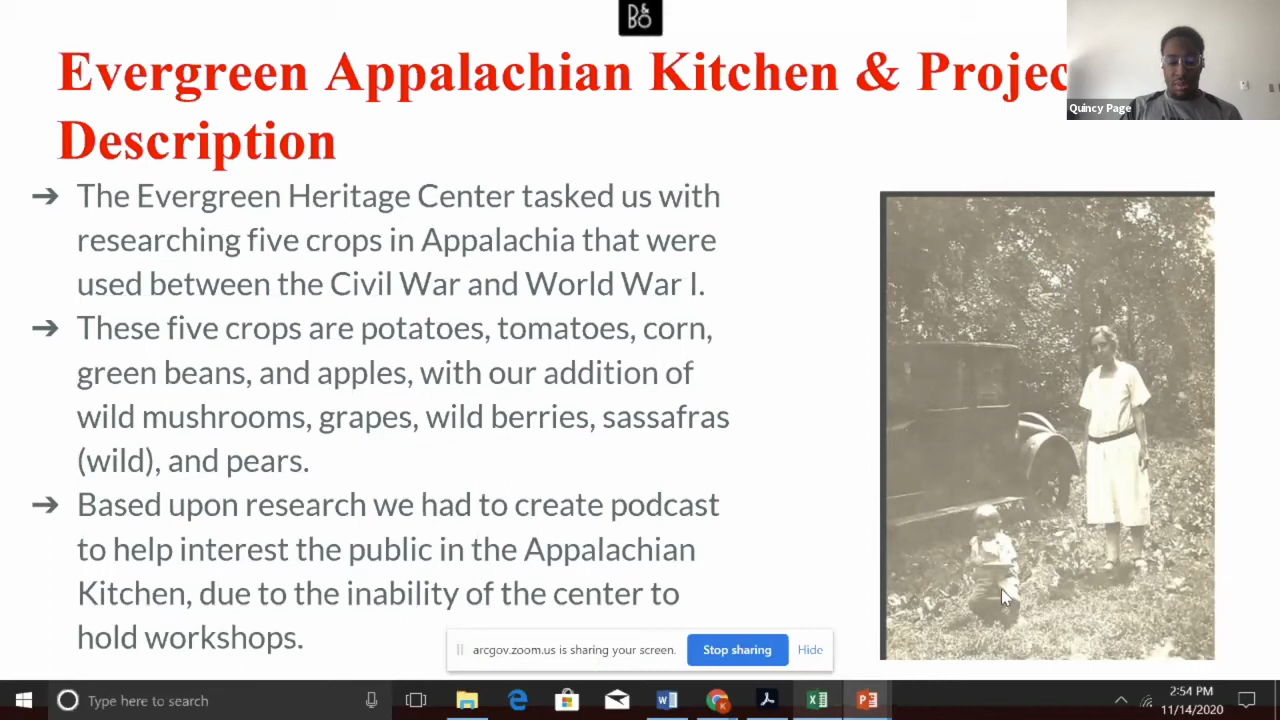 B&O
Evergreen Appalachian Kitchen & Projec
Description
Quincy Page
➔ The Evergreen Heritage Center tasked us with
researching five crops in Appalachia that were
used between the Civil War and World War I.
➔ These five crops are potatoes, tomatoes, corn,
green beans, and apples, with our addition of
wild mushrooms, grapes, wild berries, sassafras
(wild), and pears.
➔ Based upon research we had to create podcast
to help interest the public in the Appalachian
Kitchen, due to the inability of the center to
hold workshops.
arcgov.zoom.us is sharing your screen. Stop sharing Hide
Type here to search
2:54 PM
11/14/2020